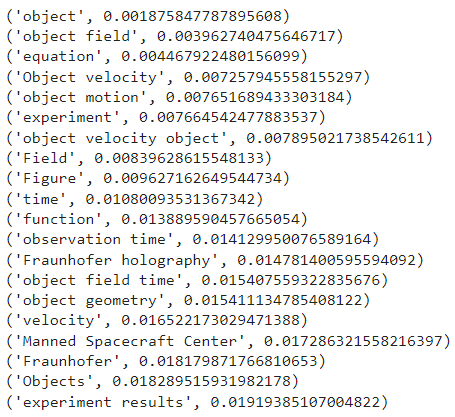 ('object', 0.001875847787895608)
('object field', 0.003962740475646717)
('equation', 0.004467922480156099)
('Object velocity', 0.007257945558155297)
('object motion', 0.007651689433303184)
('experiment', 0.007664542477883537)
('object velocity object', 0.007895021738542611)
('Field', 0.00839628615548133)
('Figure', 0.009627162649544734)
('time', 0.01080093531367342)
('function', 0.013889590457665054)
('observation time', 0.014129950076589164)
('Fraunhofer holography', 0.014781400595594092)
('object field time', 0.015407559322835676)
('object geometry', 0.015411134785408122)
('velocity', 0.016522173029471388)
('Manned Spacecraft Center', 0.017286321558216397)
('Fraunhofer', 0.018179871766810653)
('Objects', 0.018289515931982178)
('experiment results', 0.01919385107004822)